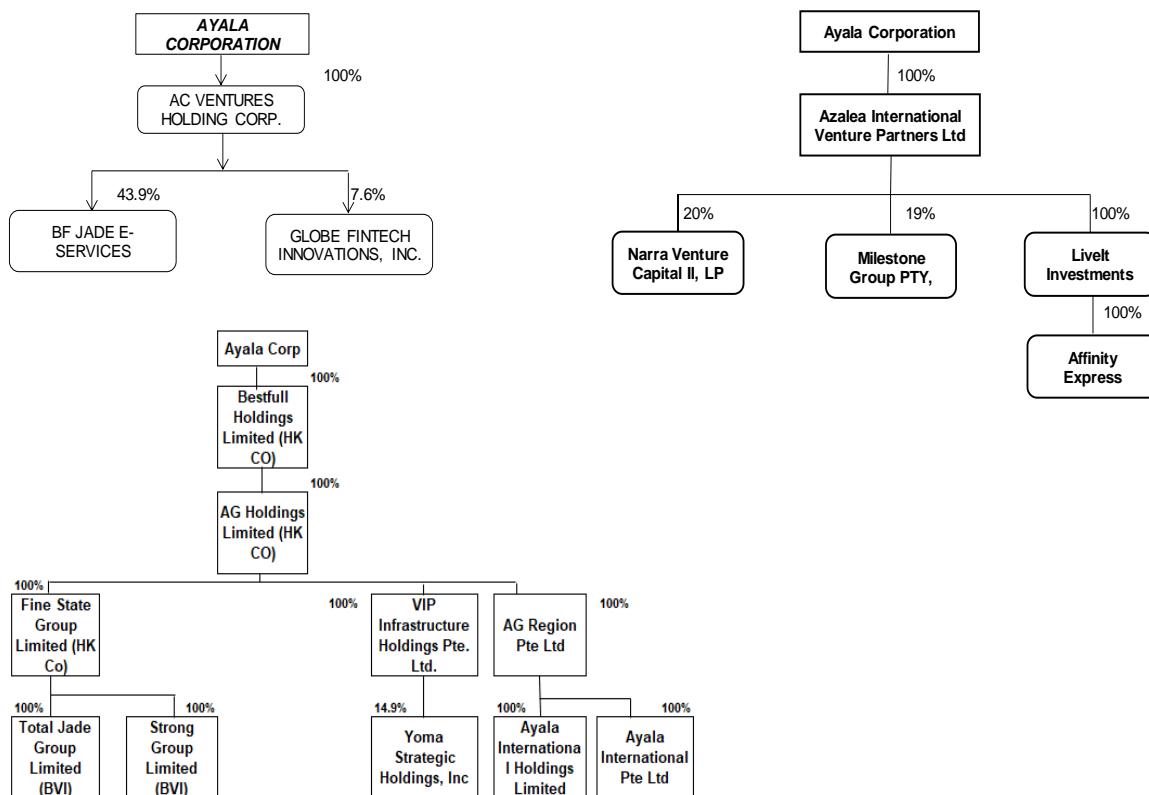 AYALA
CORPORATION
100%
AC VENTURES
HOLDING CORP.
43.9%
7.6%
BF JADE E-
SERVICES
GLOBE FINTECH
INNOVATIONS, INC.
Ayala Corporation
100%
Azalea International
Venture Partners Ltd
20%
19%
100%
Narra Venture
Capital II, LP
Milestone
Group PTY,
LiveIt
Investments
100%
Affinity
Express
Ayala Corp
100%
Bestfull
Holdings
Limited (HK
CO)
100%
AG Holdings
Limited (HK
CO)
100%
Fine State
Group
Limited (HK
Co)
100%
VIP
Infrastructure
Holdings Pte.
Ltd.
AG Region
Pte Ltd
100%
100%
Total Jade
Group
Limited
(BVI)
100%
Strong
Group
Limited
(BVI)
14.9%
Yoma
Strategic
Holdings, Inc
100%
Ayala
Internationa
l Holdings
Limited
100%
Ayala
International
Pte Ltd